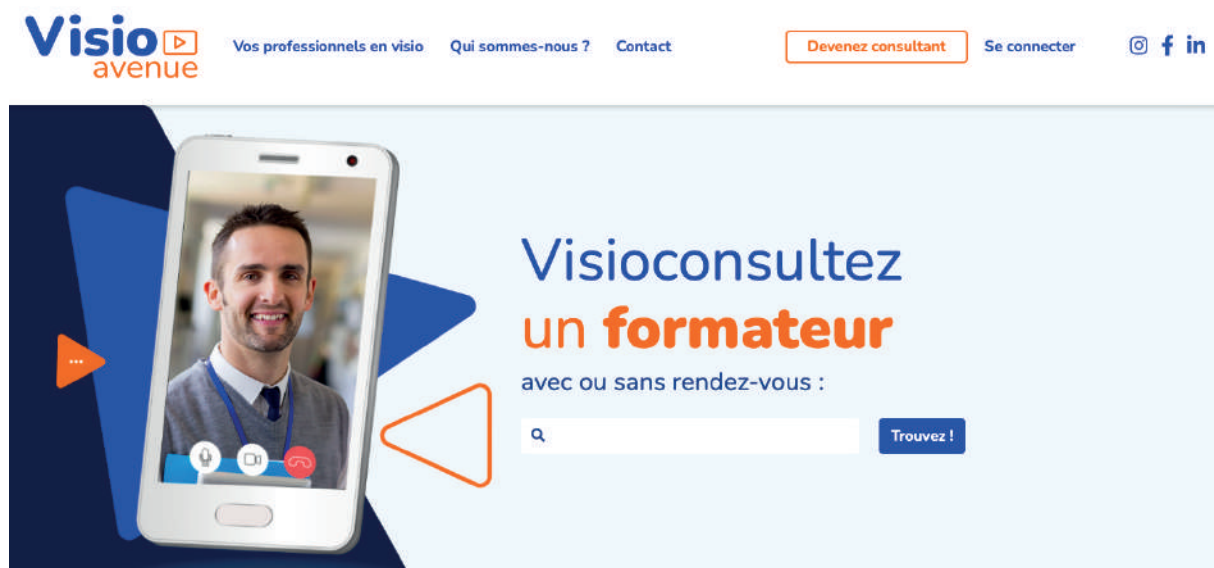 Visio
avenue
Vos professionnels en visio
Qui sommes-nous ?
Contact
Devenez consultant
Se connecter
Visioconsultez
un formateur
avec ou sans rendez-vous :
Trouvez !